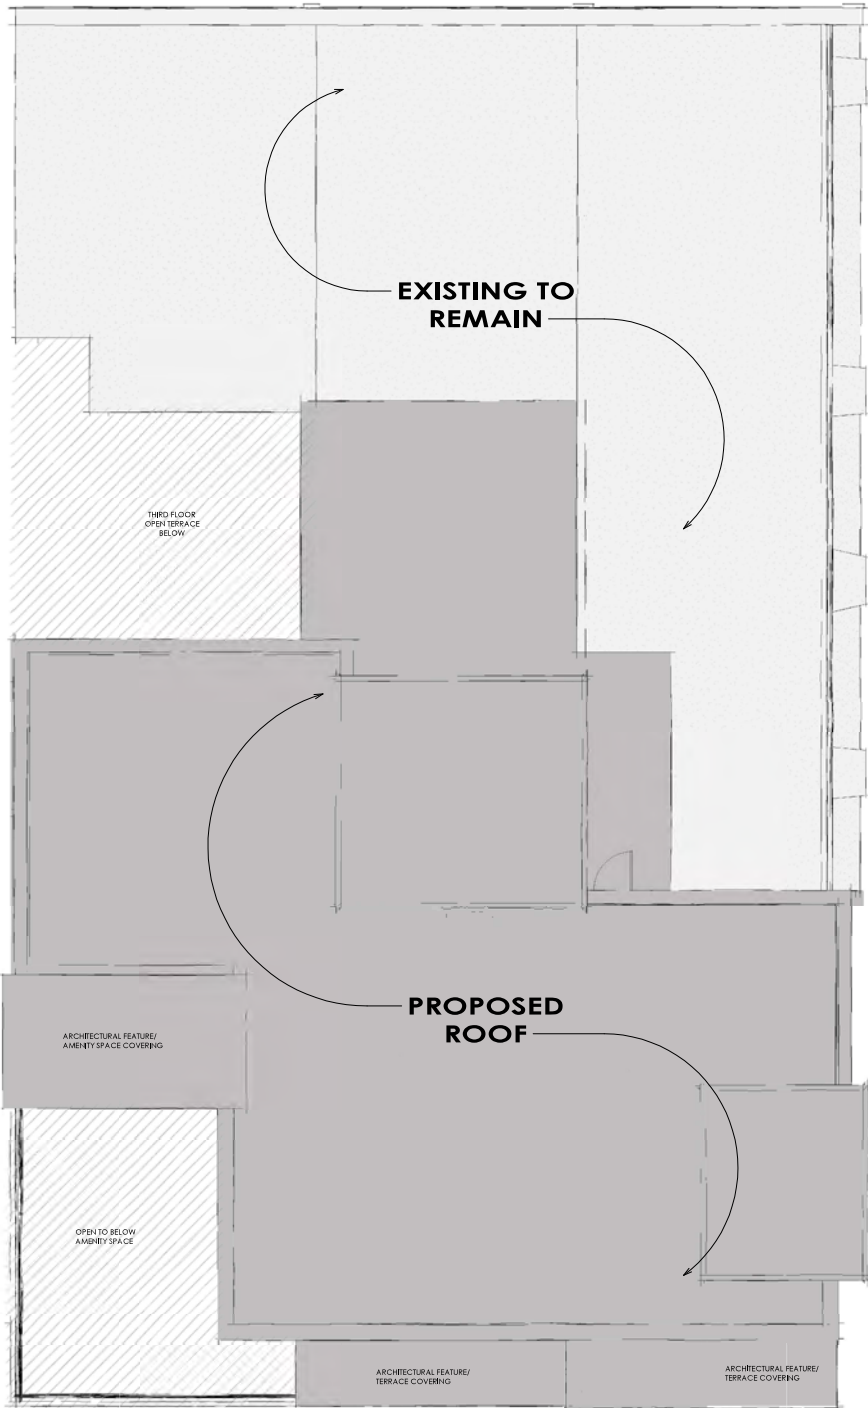 EXISTING TO
REMAIN
THIRD FLOOR
OPEN TERRACE
BELOW
PROPOSED
ROOF
ARCHITECTURAL FEATURE/
AMENITY SPACE COVERING
OPEN TO BELOW
AMENITY SPACE
ARCHITECTURAL FEATURE/
TERRACE COVERING
ARCHITECTURAL FEATURE/
TERRACE COVERING